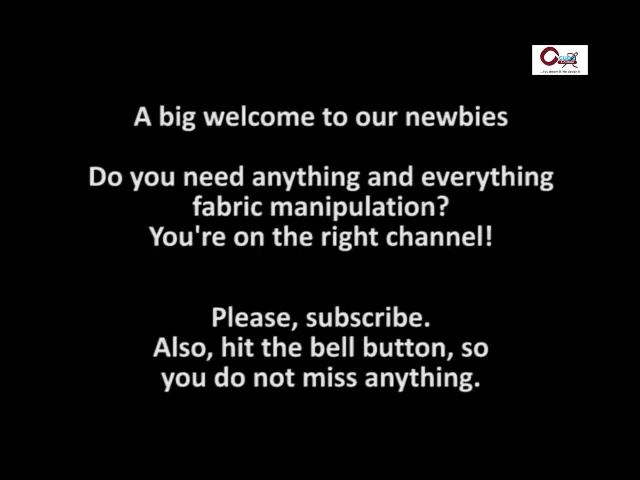 A big welcome to our newbies
Do you need anything and everything
fabric manipulation?
You're on the right channel!
Please, subscribe.
Also, hit the bell button, so
you do not miss anything.